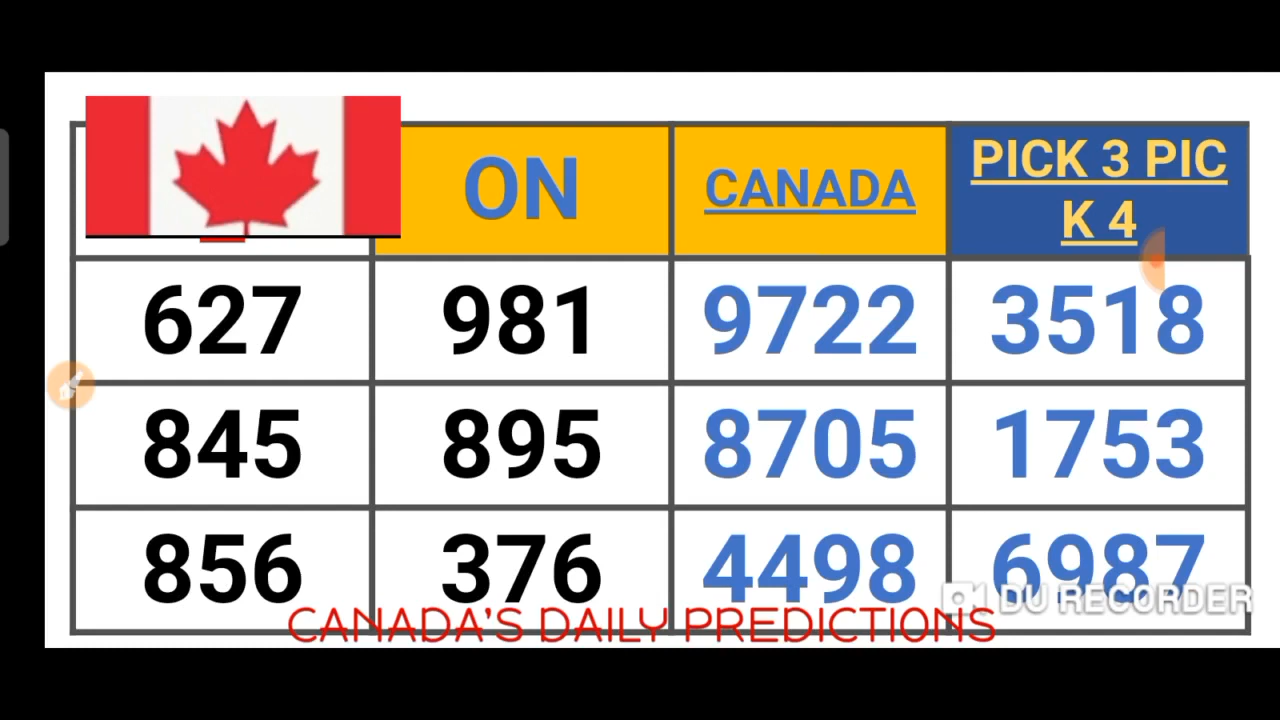 ON
CANADA
PICK 3 PIC
K 4
627 981 9722 3518
845 895 8705 1753
856 376 4498 6987
DU RECORDER
CANADA'S DAILY PREDICTIONS